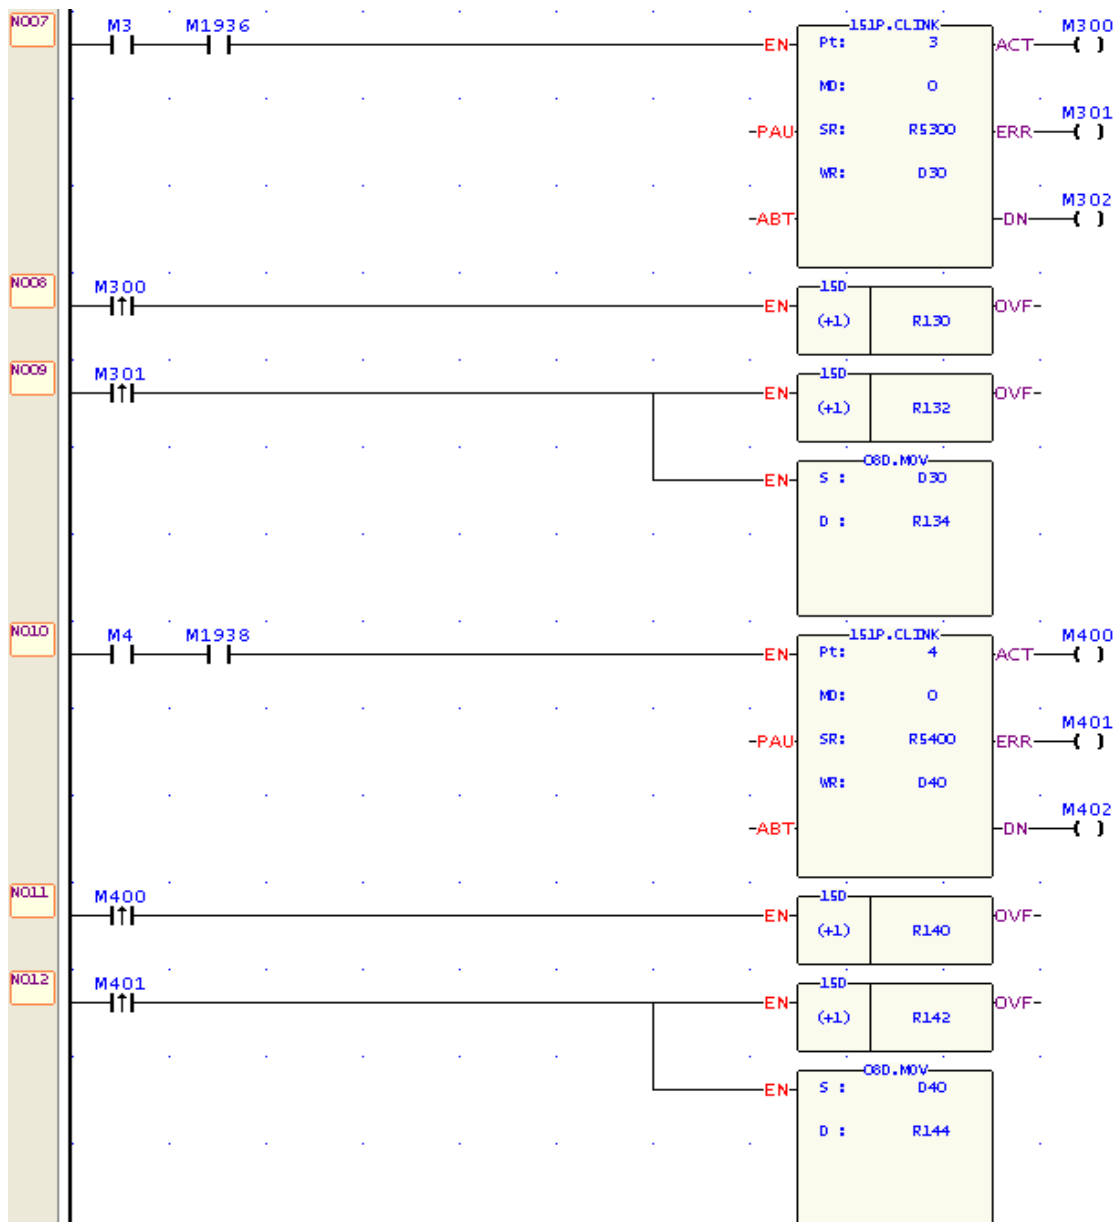 N007
M3 M1936
151P.CLINK
EN Pt: 3 ACT M300
MD: 0
PAU SR: R5300 ERR M301
WR: D30
ABT DN M302
N008
M300
15D
EN (+1) R130 OVF
N009
M301
15D
EN (+1) R132 OVF
08D.MOV
EN S : D30
D : R134
N010
M4 M1938
151P.CLINK
EN Pt: 4 ACT M400
MD: 0
PAU SR: R5400 ERR M401
WR: D40
ABT DN M402
N011
M400
15D
EN (+1) R140 OVF
N012
M401
15D
EN (+1) R142 OVF
08D.MOV
EN S : D40
D : R144